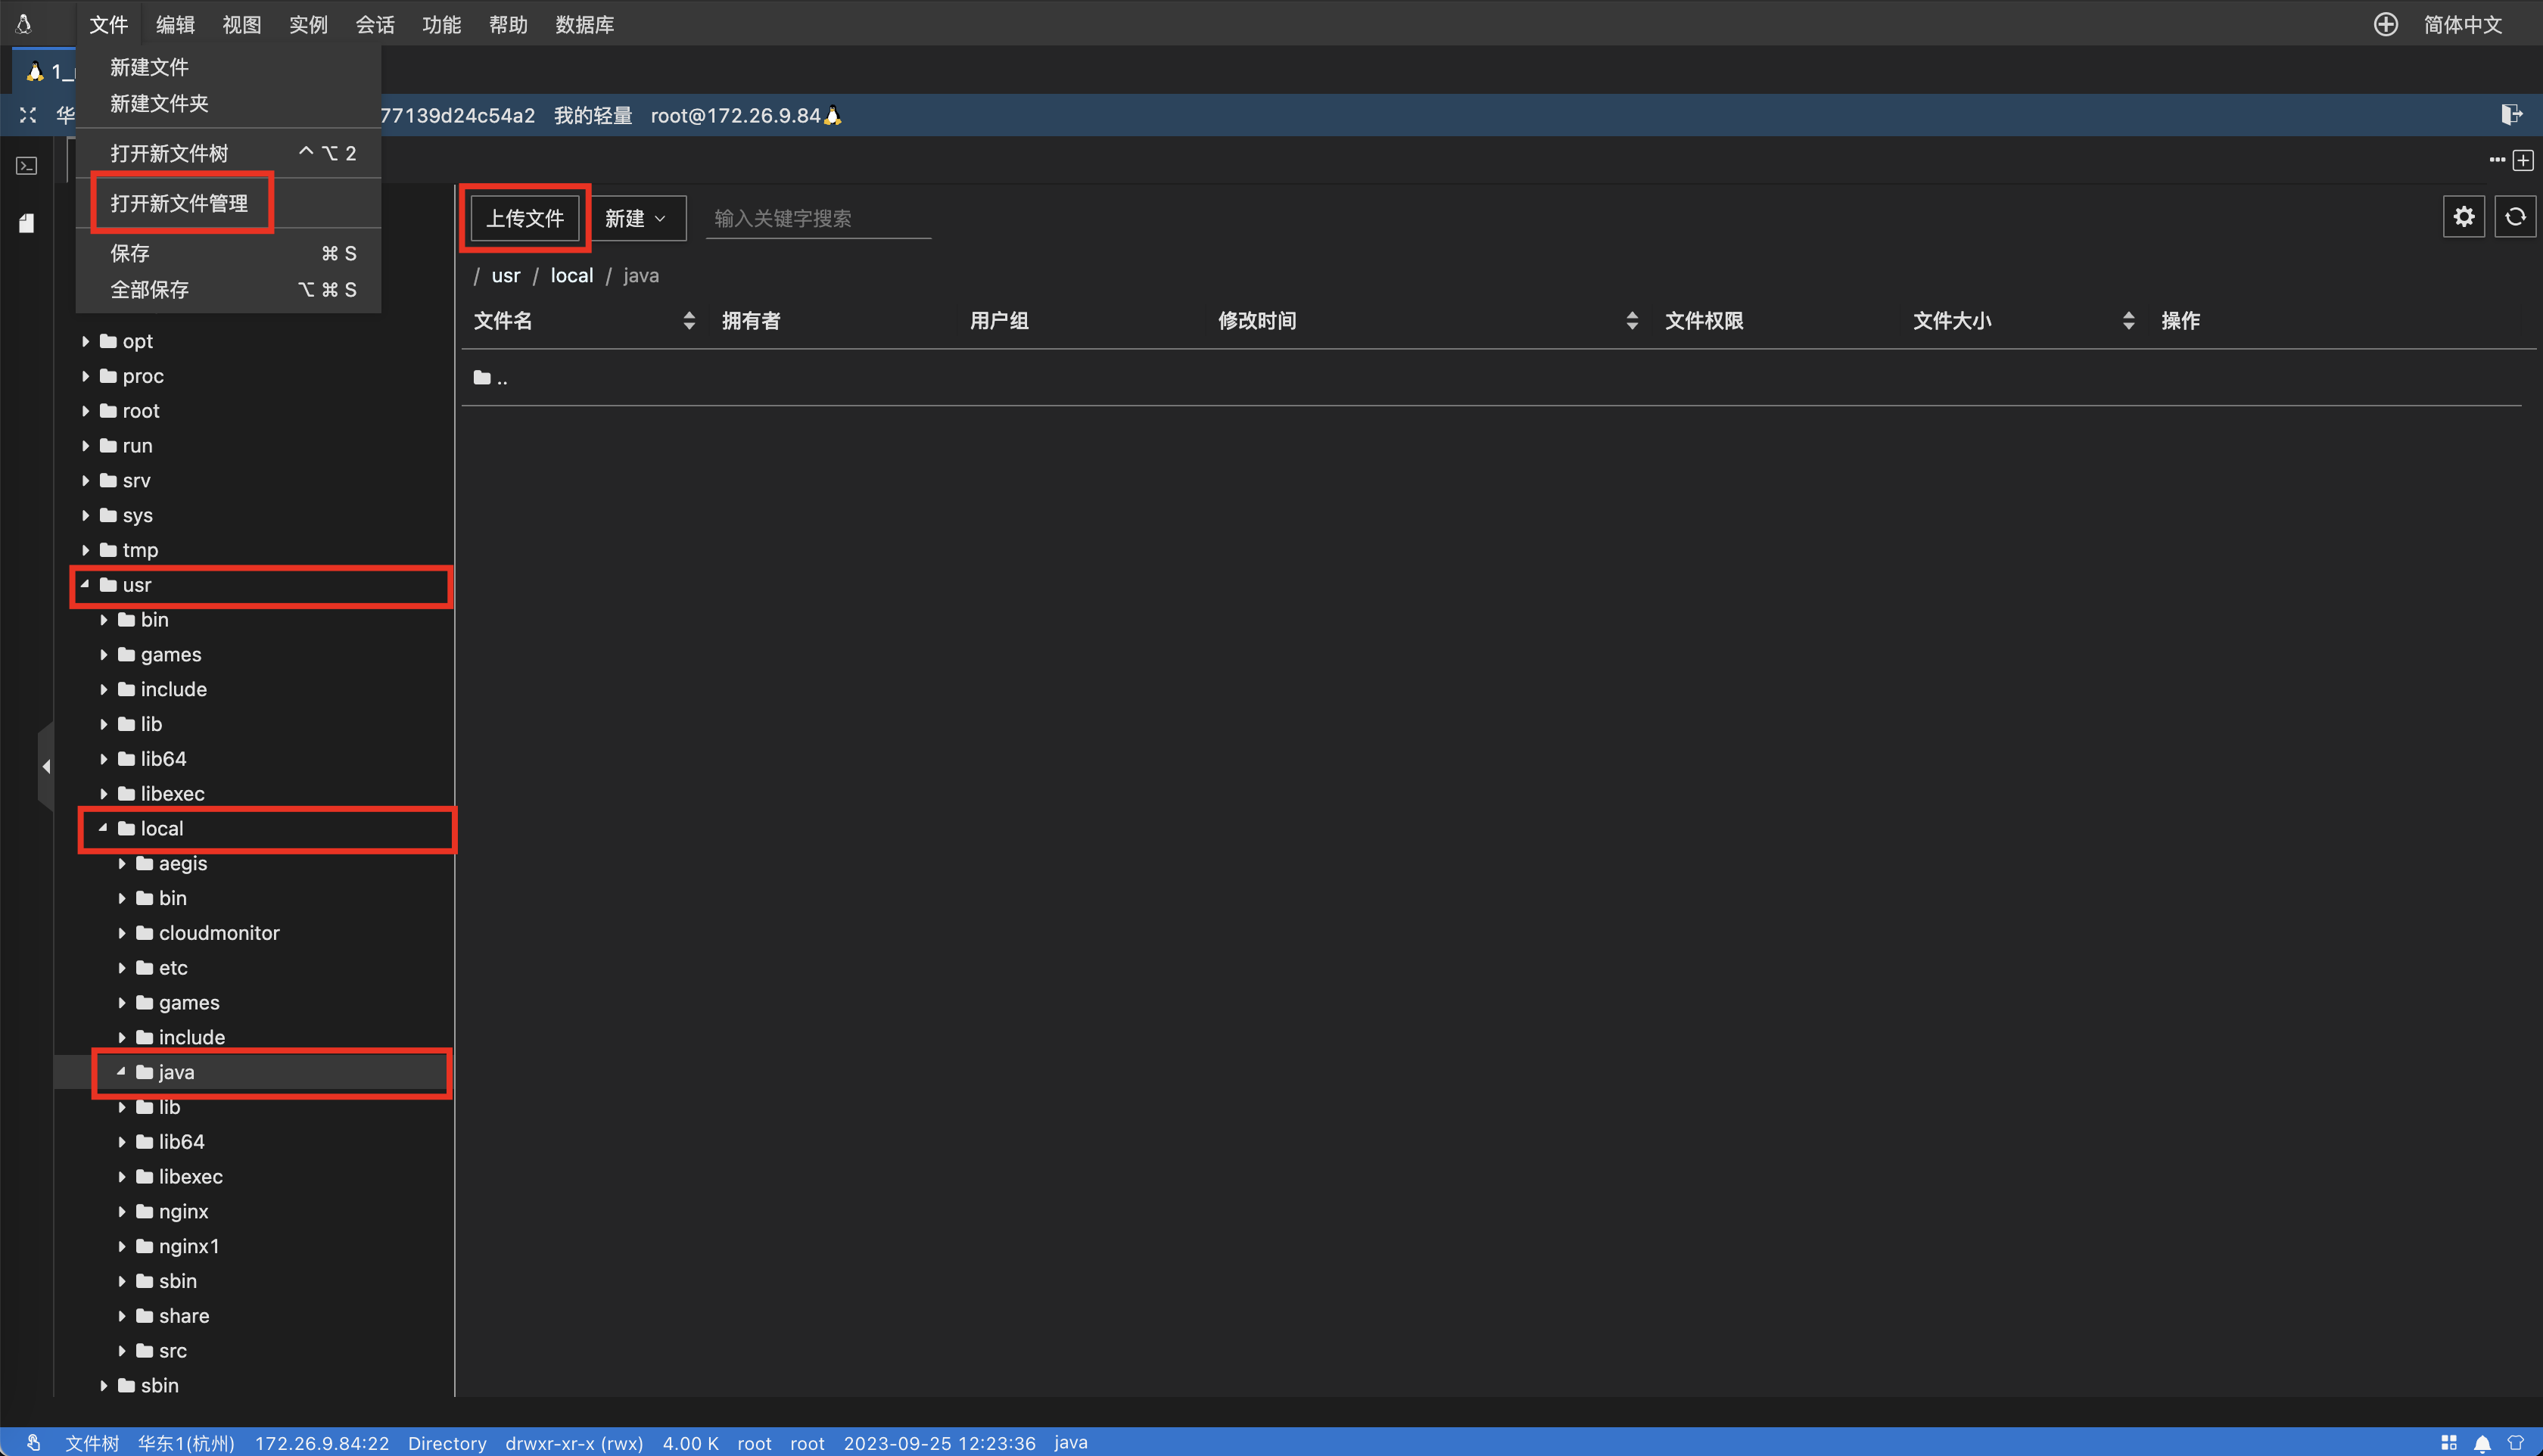 文件 编辑 视图 实例 会话 功能 帮助 数据库 简体中文
1_
新建文件
新建文件夹
华 77139d24c54a2 我的轻量 root@172.26.9.84
打开新文件树 ^ ⌥ 2
打开新文件管理
保存 ⌘ S
全部保存 ⌥ ⌘ S
上传文件 新建 输入关键字搜索
/ usr / local / java
文件名 拥有者 用户组 修改时间 文件权限 文件大小 操作
..
opt
proc
root
run
srv
sys
tmp
usr
bin
games
include
lib
lib64
libexec
local
aegis
bin
cloudmonitor
etc
games
include
java
lib
lib64
libexec
nginx
nginx1
sbin
share
src
sbin
文件树 华东1(杭州) 172.26.9.84:22 Directory drwxr-xr-x (rwx) 4.00 K root root 2023-09-25 12:23:36 java